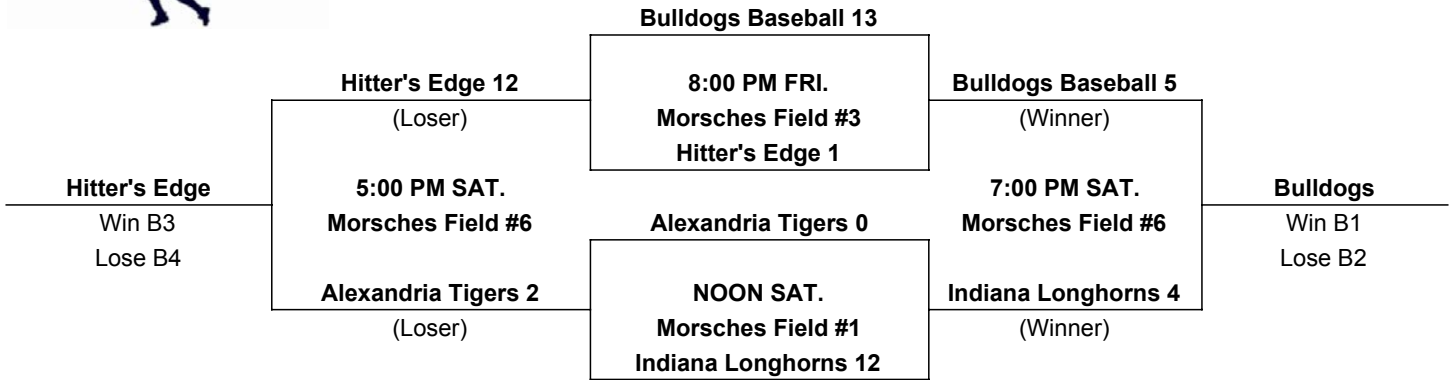 Bulldogs Baseball 13
Hitter's Edge 12 8:00 PM FRI. Bulldogs Baseball 5
(Loser) Morsches Field #3 (Winner)
Hitter's Edge 1
Hitter's Edge 5:00 PM SAT. 7:00 PM SAT. Bulldogs
Win B3 Morsches Field #6 Alexandria Tigers 0 Morsches Field #6 Win B1
Lose B4 Lose B2
Alexandria Tigers 2 NOON SAT. Indiana Longhorns 4
(Loser) Morsches Field #1 (Winner)
Indiana Longhorns 12